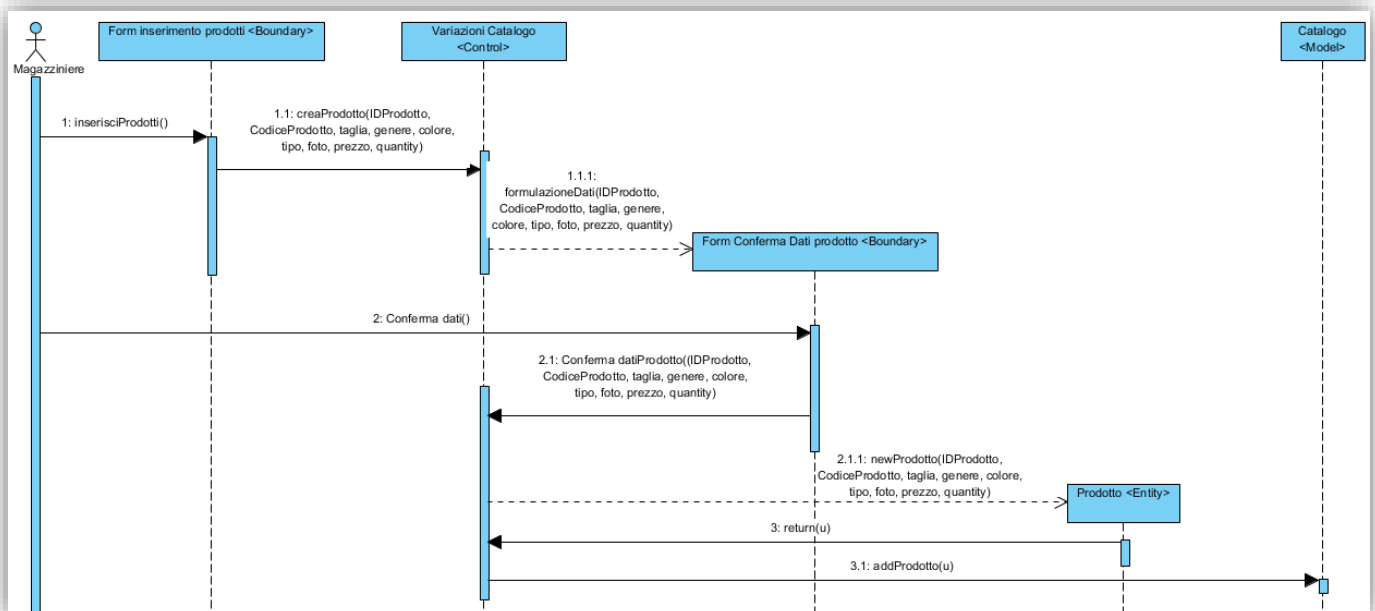 Magazziniere
Form inserimento prodotti <Boundary>
Variazioni Catalogo
<Control>
Catalogo
<Model>
1: inserisciProdotti()
1.1: creaProdotto(IDProdotto,
CodiceProdotto, taglia, genere, colore,
tipo, foto, prezzo, quantity)
1.1.1:
formulazioneDati(IDProdotto,
CodiceProdotto, taglia, genere,
colore, tipo, foto, prezzo, quantity)
Form Conferma Dati prodotto <Boundary>
2: Conferma dati()
2.1: Conferma datiProdotto((IDProdotto,
CodiceProdotto, taglia, genere, colore,
tipo, foto, prezzo, quantity)
2.1.1: newProdotto(IDProdotto,
CodiceProdotto, taglia, genere, colore,
tipo, foto, prezzo, quantity)
Prodotto <Entity>
3: return(u)
3.1: addProdotto(u)